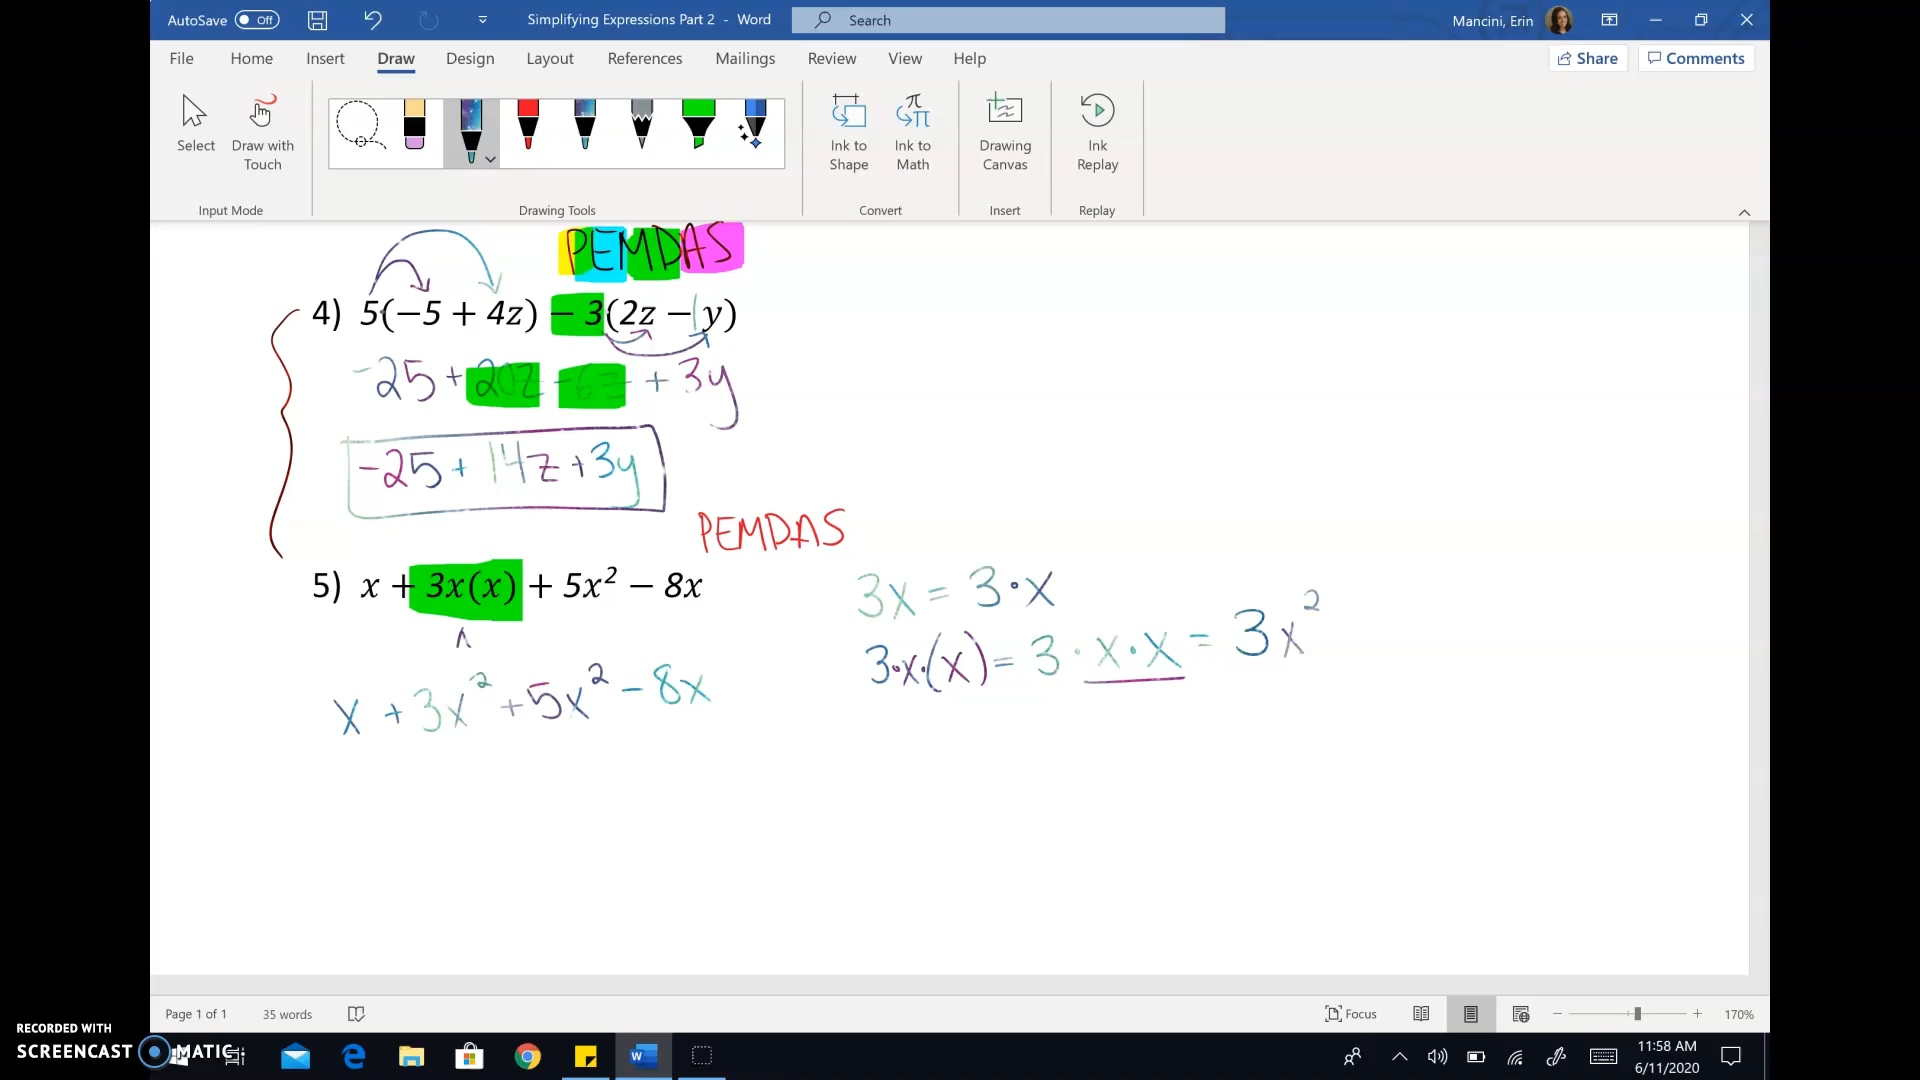 AutoSave Off Simplifying Expressions Part 2 - Word Search Mancini, Erin
File Home Insert Draw Design Layout References Mailings Review View Help Share Comments
Select Draw with Touch Ink to Shape Ink to Math Drawing Canvas Ink Replay
Input Mode Drawing Tools Convert Insert Replay
PEMDAS
4) 5(−5 + 4z) − 3(2z − 1y)
-25 + 20z - 6z + 3y
-25 + 14z + 3y
PEMDAS
5) x + 3x(x) + 5x² − 8x
3x = 3·x
3·x·(x) = 3·x·x = 3x²
x + 3x² + 5x² - 8x
Page 1 of 1 35 words Focus 170%
RECORDED WITH
SCREENCAST MATIC
11:58 AM
6/11/2020